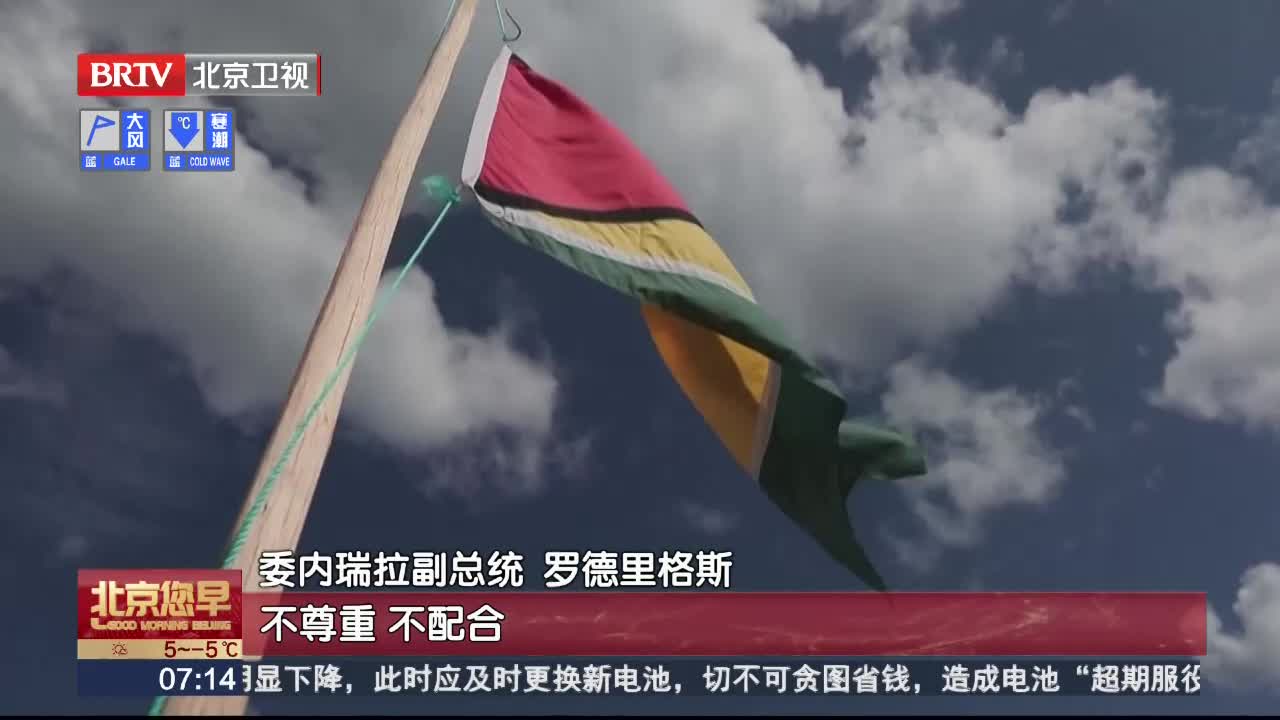 BRTV 北京卫视
大风
蓝 GALE
℃ 寒潮
蓝 COLD WAVE
委内瑞拉副总统 罗德里格斯
不尊重 不配合
北京您早
GOOD MORNING BEIJING
5~-5℃
07:14
显下降，此时应及时更换新电池，切不可贪图省钱，造成电池“超期服役